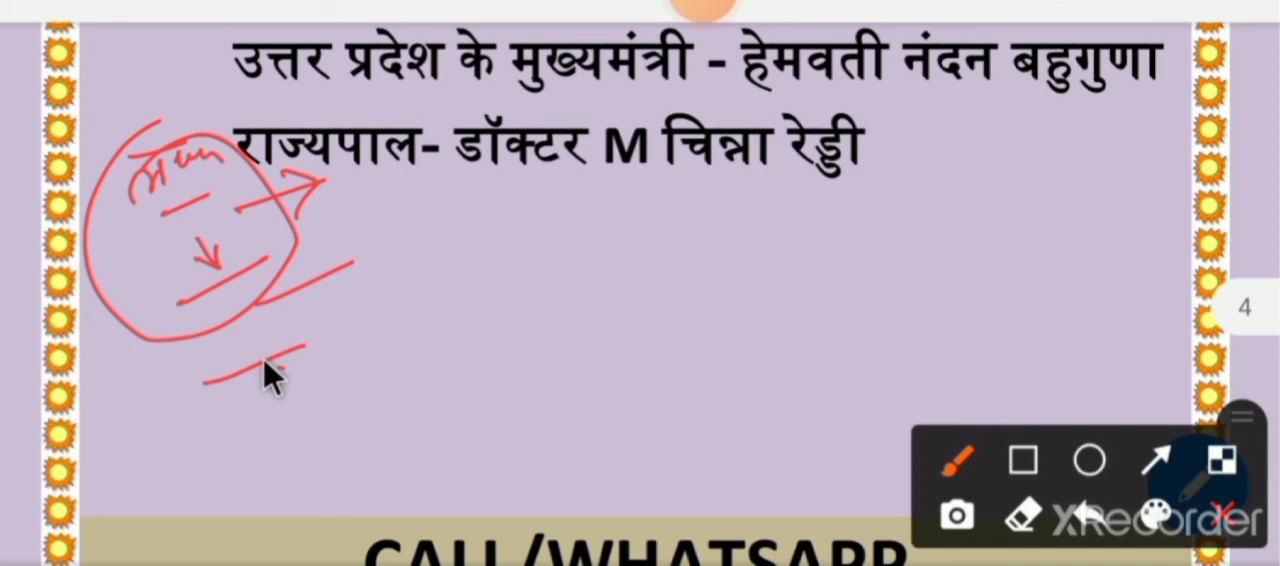 उत्तर प्रदेश के मुख्यमंत्री - हेमवती नंदन बहुगुणा
राज्यपाल- डॉक्टर M चिन्ना रेड्डी
4
XRecorder
CALL/WHATSAPP